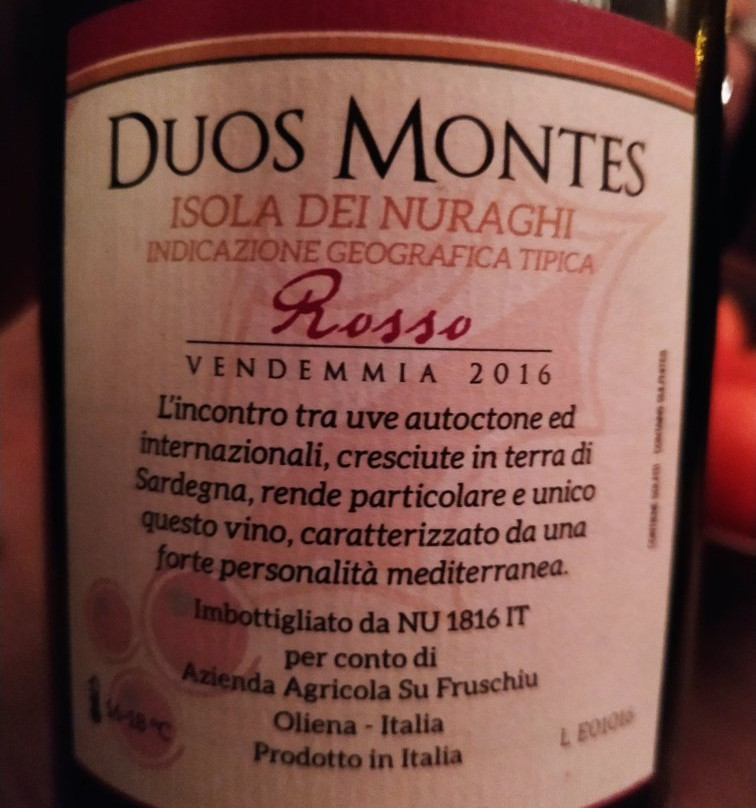 DUOS MONTES
ISOLA DEI NURAGHI
INDICAZIONE GEOGRAFICA TIPICA
Rosso
VENDEMMIA 2016
L'incontro tra uve autoctone ed
internazionali, cresciute in terra di
Sardegna, rende particolare e unico
questo vino, caratterizzato da una
forte personalità mediterranea.
Imbottigliato da NU 1816 IT
per conto di
Azienda Agricola Su Fruschiu
Oliena - Italia
Prodotto in Italia
16-18 °C
L E01016